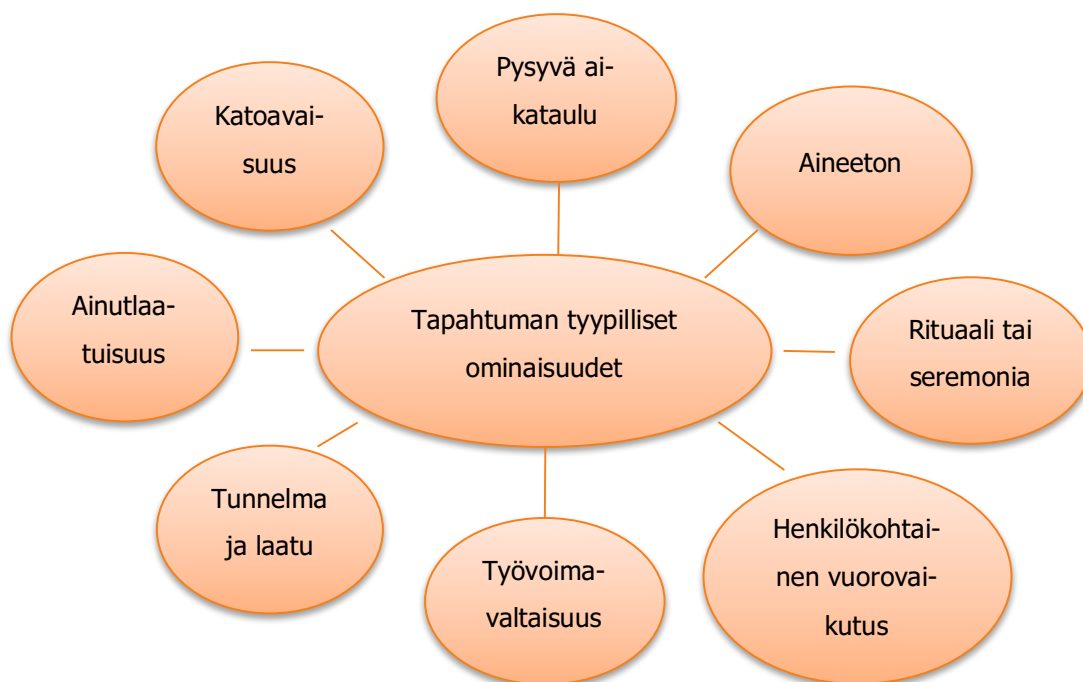 Pysyvä ai-
kataulu
Katoavai-
suus
Aineeton
Ainutlaa-
tuisuus
Tapahtuman tyypilliset
ominaisuudet
Rituaali tai
seremonia
Tunnelma
ja laatu
Työvoima-
valtaisuus
Henkilökohtai-
nen vuorovai-
kutus